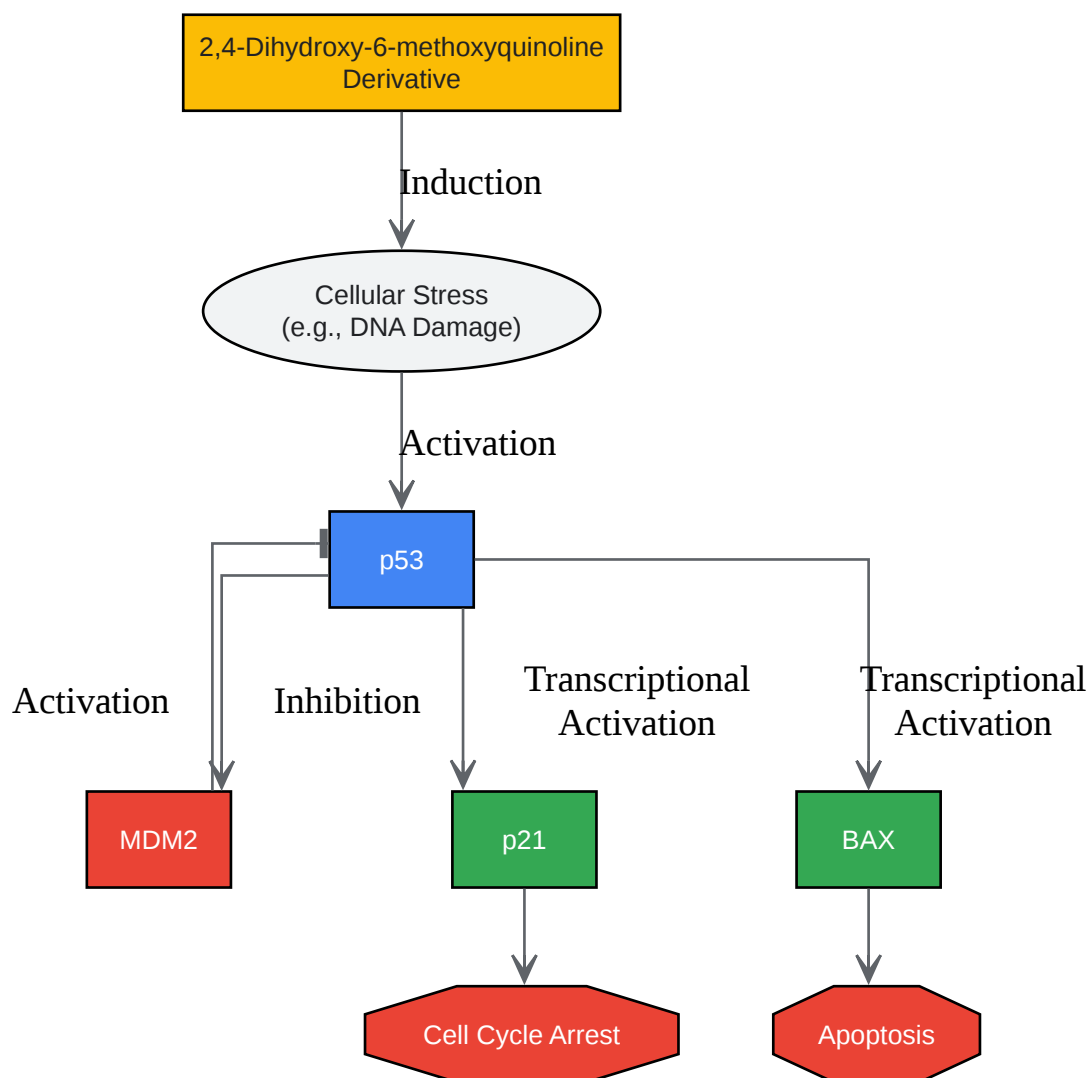 2,4-Dihydroxy-6-methoxyquinoline
Derivative
Induction
Cellular Stress
(e.g., DNA Damage)
Activation
p53
Activation
Inhibition
Transcriptional
Activation
Transcriptional
Activation
MDM2
p21
BAX
Cell Cycle Arrest
Apoptosis